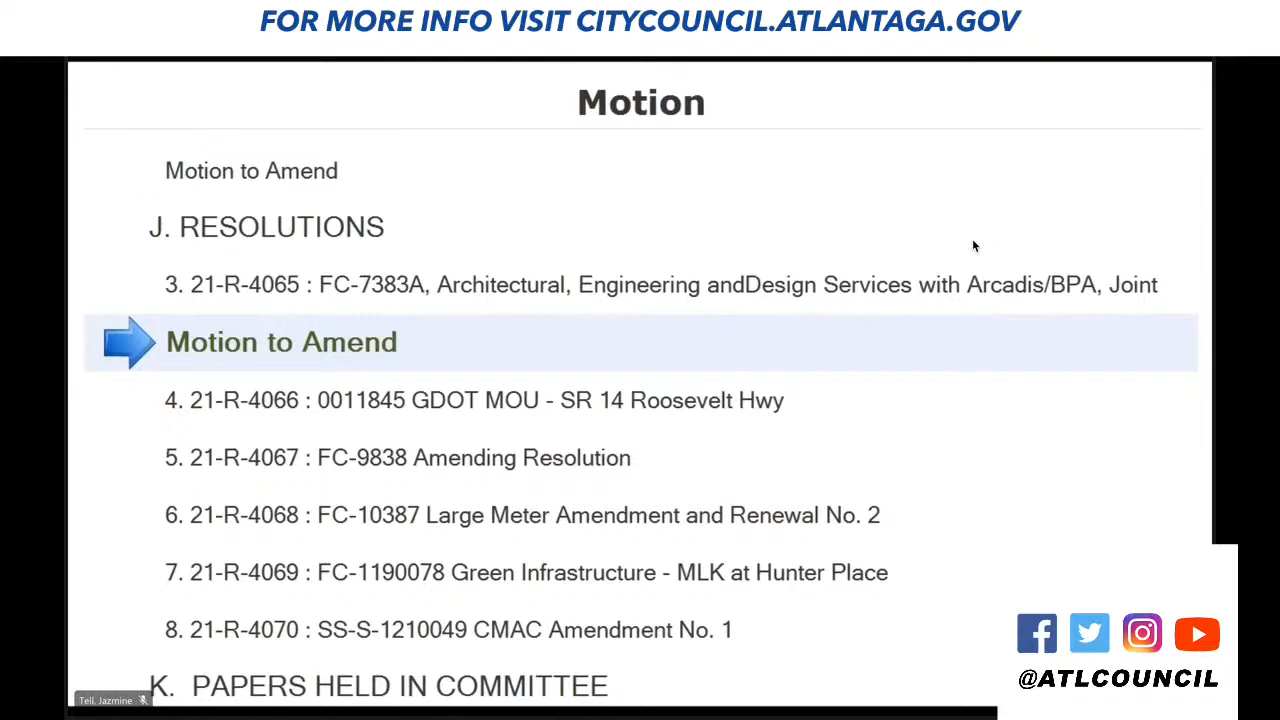 FOR MORE INFO VISIT CITYCOUNCIL.ATLANTAGA.GOV
Motion
Motion to Amend
J. RESOLUTIONS
3. 21-R-4065 : FC-7383A, Architectural, Engineering andDesign Services with Arcadis/BPA, Joint
Motion to Amend
4. 21-R-4066 : 0011845 GDOT MOU - SR 14 Roosevelt Hwy
5. 21-R-4067 : FC-9838 Amending Resolution
6. 21-R-4068 : FC-10387 Large Meter Amendment and Renewal No. 2
7. 21-R-4069 : FC-1190078 Green Infrastructure - MLK at Hunter Place
8. 21-R-4070 : SS-S-1210049 CMAC Amendment No. 1
@ATLCOUNCIL
K. PAPERS HELD IN COMMITTEE
Tell, Jazmine